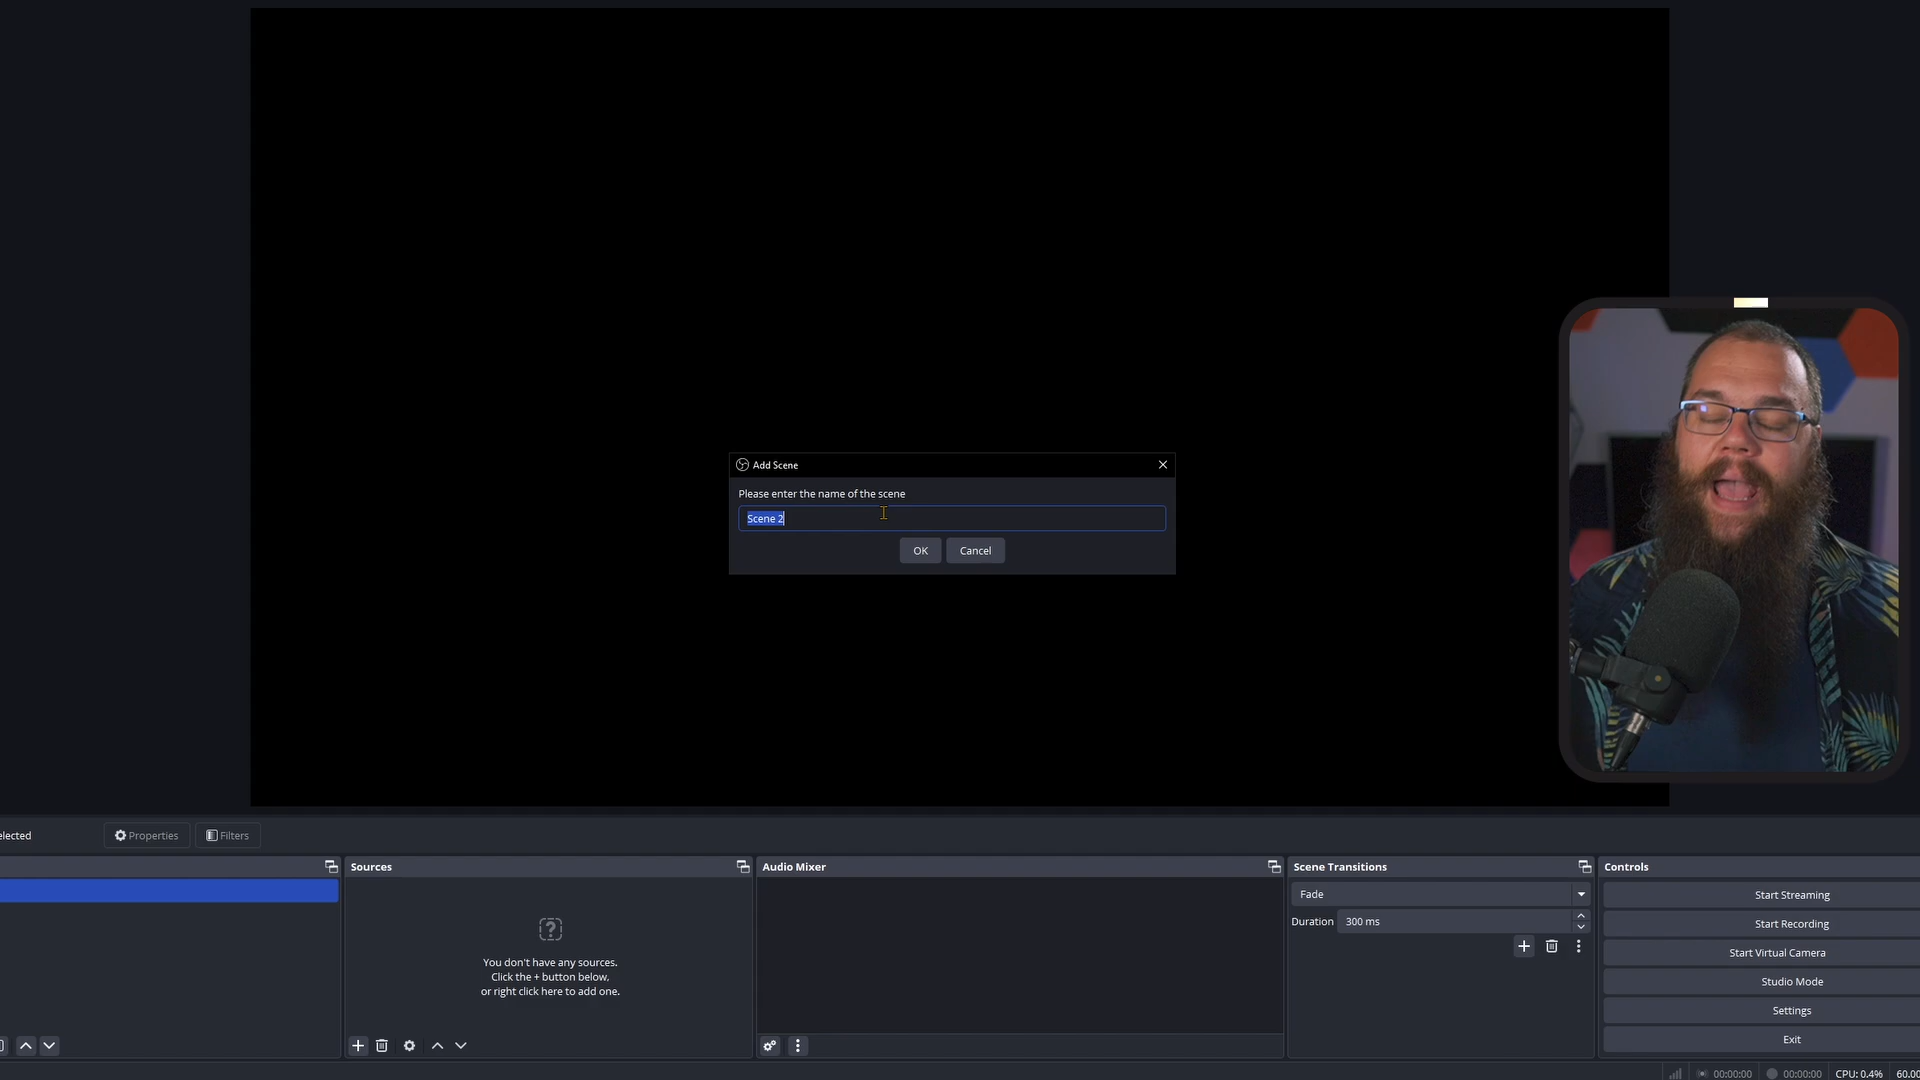 Add Scene
Please enter the name of the scene
Scene 2
OK
Cancel
elected
Properties
Filters
Sources
Audio Mixer
Scene Transitions
Controls
Fade
Duration
300 ms
You don't have any sources.
Click the + button below,
or right click here to add one.
Start Streaming
Start Recording
Start Virtual Camera
Studio Mode
Settings
Exit
00:00:00
00:00:00
CPU: 0.4%
60.00